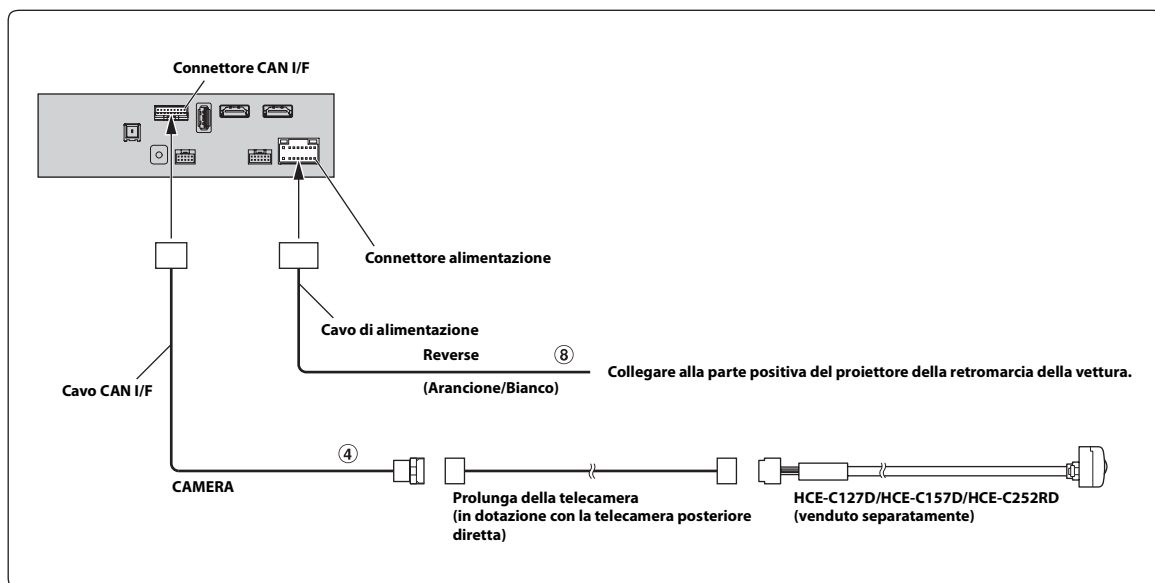 Connettore CAN I/F
Connettore alimentazione
Cavo di alimentazione
Reverse
⑧
(Arancione/Bianco)
Collegare alla parte positiva del proiettore della retromarcia della vettura.
Cavo CAN I/F
④
CAMERA
Prolunga della telecamera
(in dotazione con la telecamera posteriore
diretta)
HCE-C127D/HCE-C157D/HCE-C252RD
(venduto separatamente)